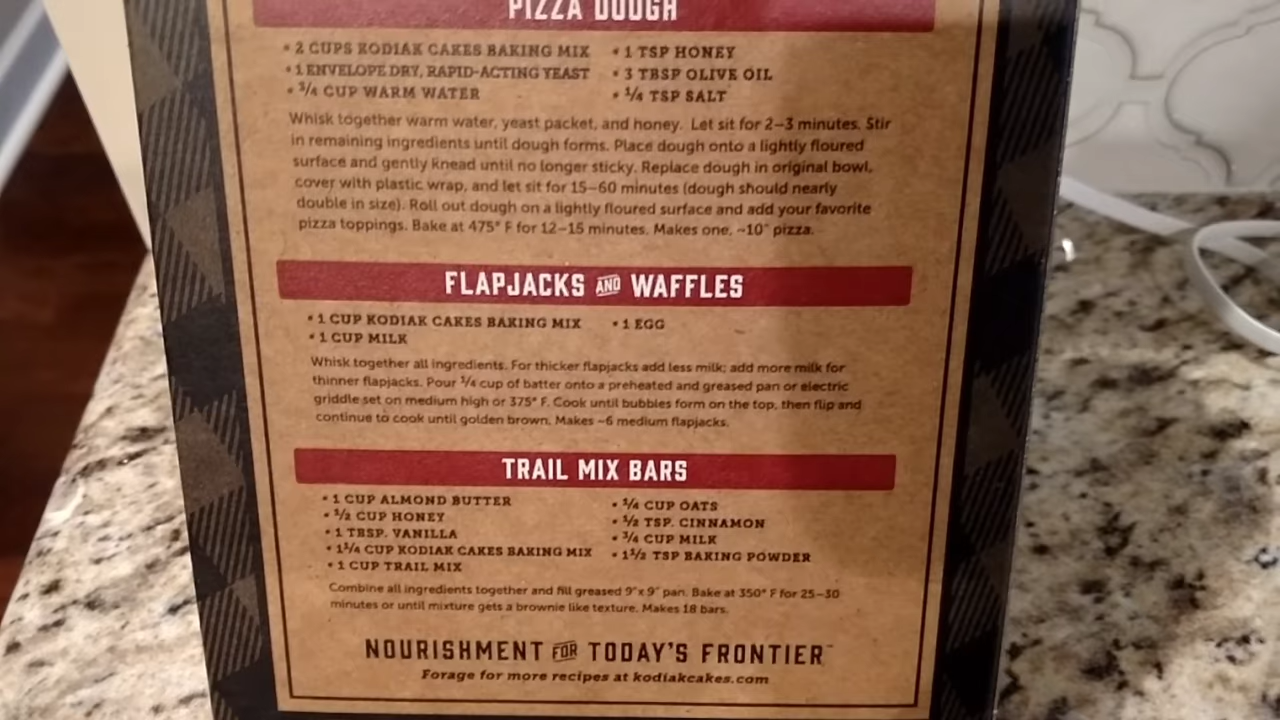 PIZZA DOUGH
• 2 CUPS KODIAK CAKES BAKING MIX • 1 TSP HONEY
• 1 ENVELOPE DRY, RAPID-ACTING YEAST • 3 TBSP OLIVE OIL
• 3/4 CUP WARM WATER • 1/4 TSP SALT
Whisk together warm water, yeast packet, and honey. Let sit for 2–3 minutes. Stir
in remaining ingredients until dough forms. Place dough onto a lightly floured
surface and gently knead until no longer sticky. Replace dough in original bowl,
cover with plastic wrap, and let sit for 15–60 minutes (dough should nearly
double in size). Roll out dough on a lightly floured surface and add your favorite
pizza toppings. Bake at 475° F for 12–15 minutes. Makes one, ~10" pizza.
FLAPJACKS AND WAFFLES
• 1 CUP KODIAK CAKES BAKING MIX • 1 EGG
• 1 CUP MILK
Whisk together all ingredients. For thicker flapjacks add less milk; add more milk for
thinner flapjacks. Pour 1/4 cup of batter onto a preheated and greased pan or electric
griddle set on medium high or 375° F. Cook until bubbles form on the top, then flip and
continue to cook until golden brown. Makes ~6 medium flapjacks.
TRAIL MIX BARS
• 1 CUP ALMOND BUTTER • 3/4 CUP OATS
• 1/2 CUP HONEY • 1/2 TSP. CINNAMON
• 1 TBSP. VANILLA • 3/4 CUP MILK
• 1 1/4 CUP KODIAK CAKES BAKING MIX • 1 1/2 TSP BAKING POWDER
• 1 CUP TRAIL MIX
Combine all ingredients together and fill greased 9"x 9" pan. Bake at 350° F for 25–30
minutes or until mixture gets a brownie like texture. Makes 18 bars.
NOURISHMENT FOR TODAY'S FRONTIER™
Forage for more recipes at kodiakcakes.com